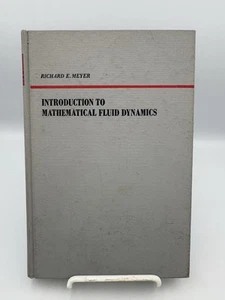 RICHARD E. MEYER
INTRODUCTION TO
MATHEMATICAL FLUID DYNAMICS